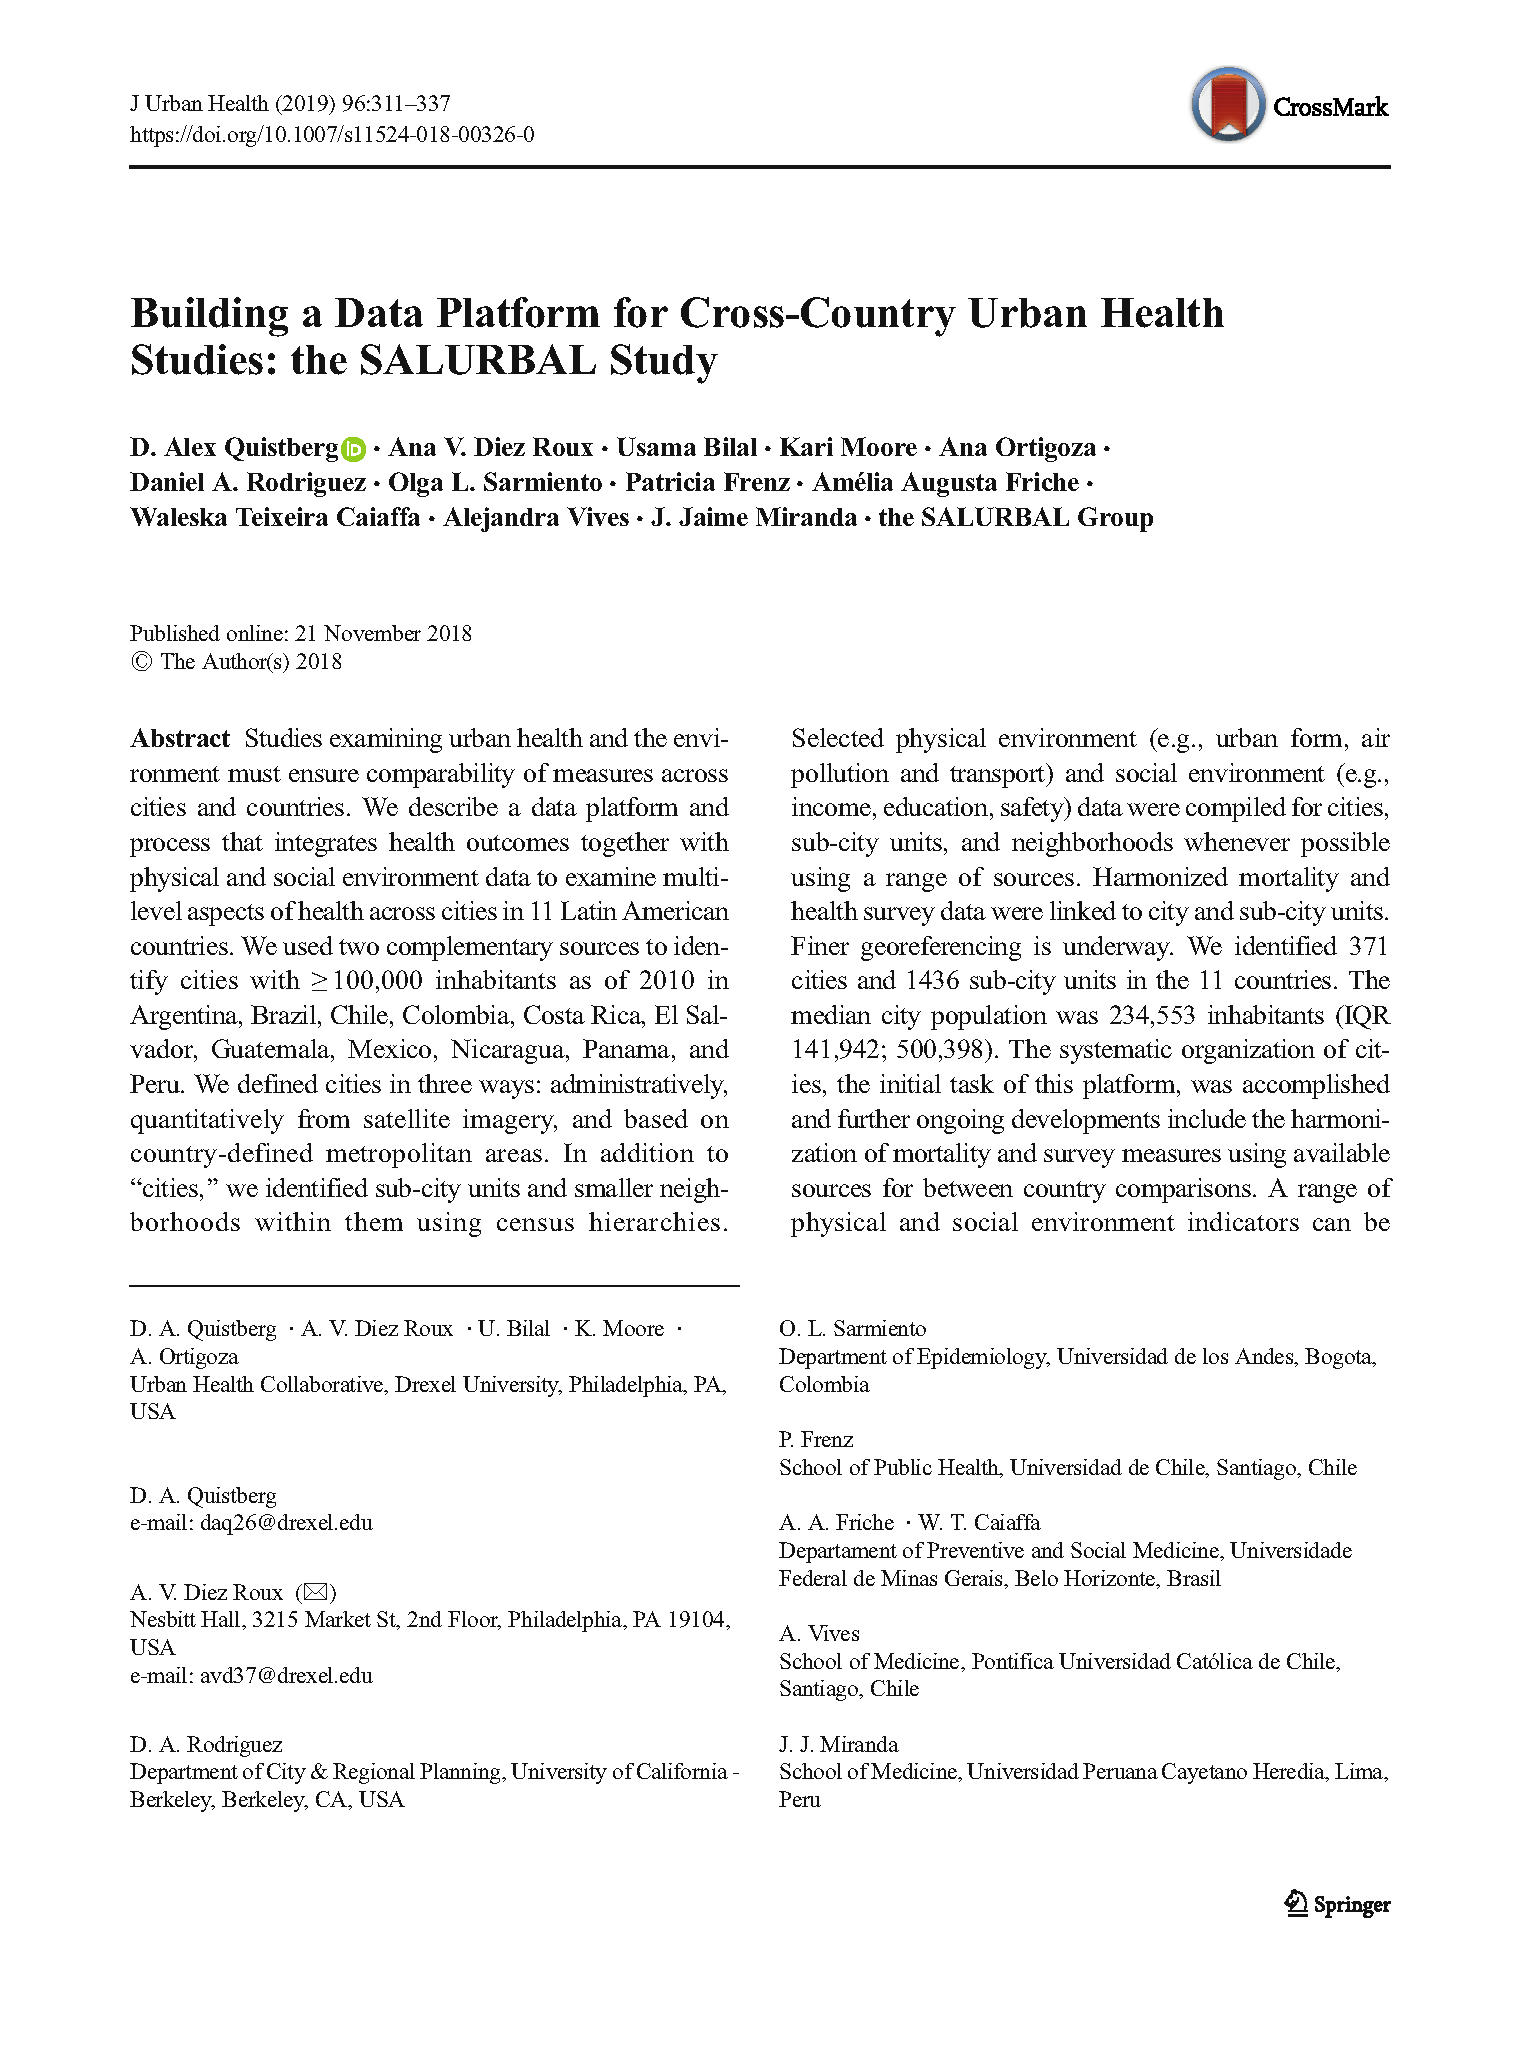 J Urban Health (2019) 96:311–337
https://doi.org/10.1007/s11524-018-00326-0
CrossMark
Building a Data Platform for Cross-Country Urban Health
Studies: the SALURBAL Study
D. Alex Quistberg iD · Ana V. Diez Roux · Usama Bilal · Kari Moore · Ana Ortigoza ·
Daniel A. Rodriguez · Olga L. Sarmiento · Patricia Frenz · Amélia Augusta Friche ·
Waleska Teixeira Caiaffa · Alejandra Vives · J. Jaime Miranda · the SALURBAL Group
Published online: 21 November 2018
© The Author(s) 2018
Abstract Studies examining urban health and the envi-
ronment must ensure comparability of measures across
cities and countries. We describe a data platform and
process that integrates health outcomes together with
physical and social environment data to examine multi-
level aspects of health across cities in 11 Latin American
countries. We used two complementary sources to iden-
tify cities with ≥ 100,000 inhabitants as of 2010 in
Argentina, Brazil, Chile, Colombia, Costa Rica, El Sal-
vador, Guatemala, Mexico, Nicaragua, Panama, and
Peru. We defined cities in three ways: administratively,
quantitatively from satellite imagery, and based on
country-defined metropolitan areas. In addition to
“cities,” we identified sub-city units and smaller neigh-
borhoods within them using census hierarchies.
Selected physical environment (e.g., urban form, air
pollution and transport) and social environment (e.g.,
income, education, safety) data were compiled for cities,
sub-city units, and neighborhoods whenever possible
using a range of sources. Harmonized mortality and
health survey data were linked to city and sub-city units.
Finer georeferencing is underway. We identified 371
cities and 1436 sub-city units in the 11 countries. The
median city population was 234,553 inhabitants (IQR
141,942; 500,398). The systematic organization of cit-
ies, the initial task of this platform, was accomplished
and further ongoing developments include the harmoni-
zation of mortality and survey measures using available
sources for between country comparisons. A range of
physical and social environment indicators can be
D. A. Quistberg · A. V. Diez Roux · U. Bilal · K. Moore ·
A. Ortigoza
Urban Health Collaborative, Drexel University, Philadelphia, PA,
USA
D. A. Quistberg
e-mail: daq26@drexel.edu
A. V. Diez Roux (✉)
Nesbitt Hall, 3215 Market St, 2nd Floor, Philadelphia, PA 19104,
USA
e-mail: avd37@drexel.edu
D. A. Rodriguez
Department of City & Regional Planning, University of California -
Berkeley, Berkeley, CA, USA
O. L. Sarmiento
Department of Epidemiology, Universidad de los Andes, Bogota,
Colombia
P. Frenz
School of Public Health, Universidad de Chile, Santiago, Chile
A. A. Friche · W. T. Caiaffa
Departament of Preventive and Social Medicine, Universidade
Federal de Minas Gerais, Belo Horizonte, Brasil
A. Vives
School of Medicine, Pontifica Universidad Católica de Chile,
Santiago, Chile
J. J. Miranda
School of Medicine, Universidad Peruana Cayetano Heredia, Lima,
Peru
Springer